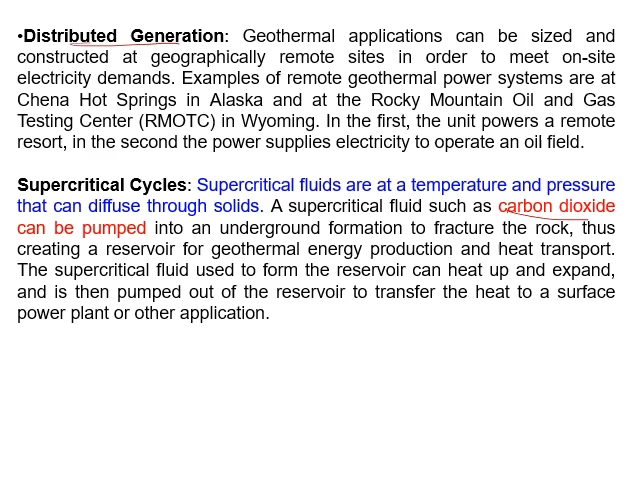 •Distributed Generation: Geothermal applications can be sized and
constructed at geographically remote sites in order to meet on-site
electricity demands. Examples of remote geothermal power systems are at
Chena Hot Springs in Alaska and at the Rocky Mountain Oil and Gas
Testing Center (RMOTC) in Wyoming. In the first, the unit powers a remote
resort, in the second the power supplies electricity to operate an oil field.
Supercritical Cycles: Supercritical fluids are at a temperature and pressure
that can diffuse through solids. A supercritical fluid such as carbon dioxide
can be pumped into an underground formation to fracture the rock, thus
creating a reservoir for geothermal energy production and heat transport.
The supercritical fluid used to form the reservoir can heat up and expand,
and is then pumped out of the reservoir to transfer the heat to a surface
power plant or other application.